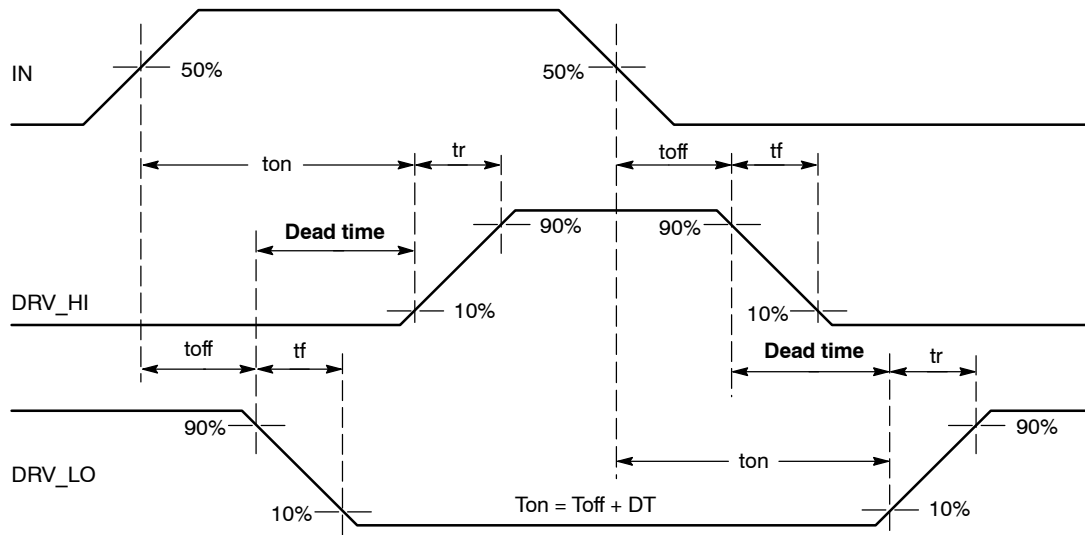 IN
50%
50%
ton
tr
toff
tf
Dead time
90%
90%
DRV_HI
10%
10%
toff
tf
Dead time
tr
90%
90%
DRV_LO
ton
10%
Ton = Toff + DT
10%